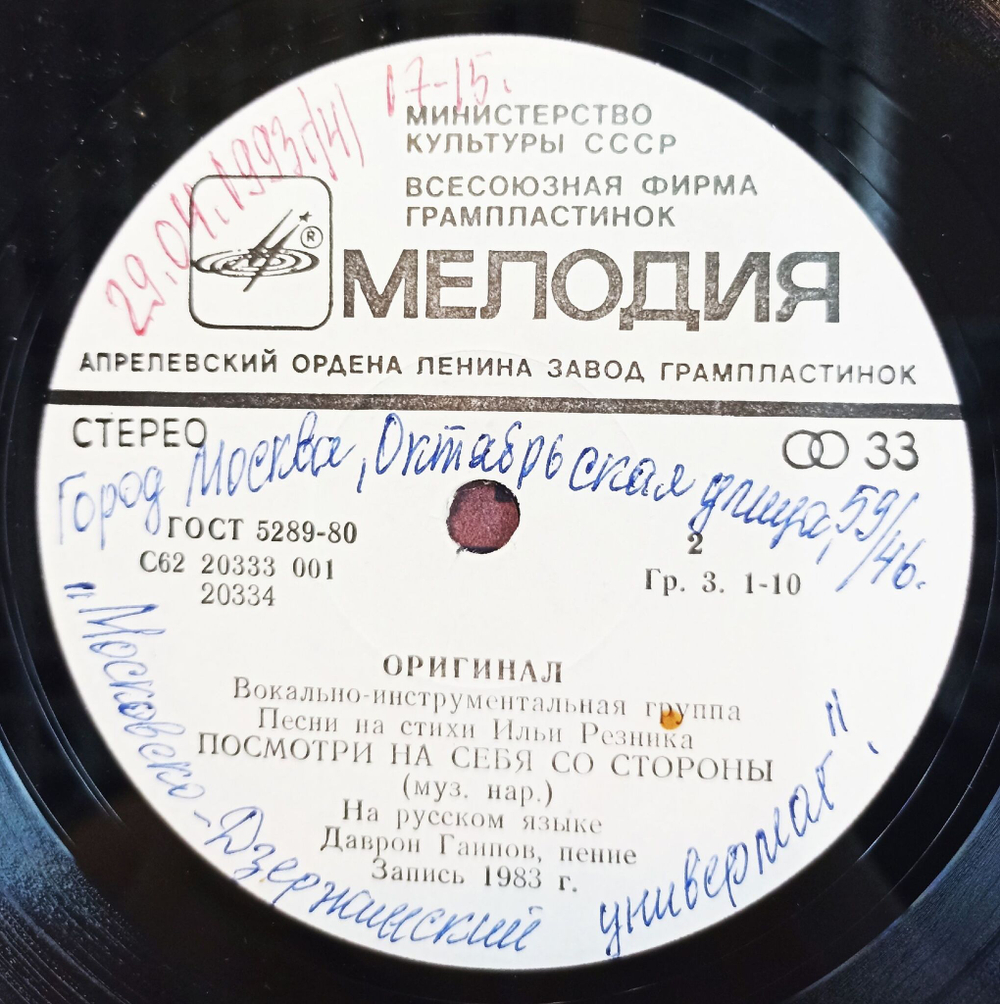 29.04.1993г.(4) 17-15.
МИНИСТЕРСТВО
КУЛЬТУРЫ СССР
ВСЕСОЮЗНАЯ ФИРМА
ГРАМПЛАСТИНОК
®
МЕЛОДИЯ
АПРЕЛЕВСКИЙ ОРДЕНА ЛЕНИНА ЗАВОД ГРАМПЛАСТИНОК
СТЕРЕО
33
Город Москва, Октябрьская улица, 59/46.
ГОСТ 5289-80
2
С62 20333 001
Гр. 3. 1-10
20334
ОРИГИНАЛ
Вокально-инструментальная группа
Песни на стихи Ильи Резника
ПОСМОТРИ НА СЕБЯ СО СТОРОНЫ
(муз. нар.)
На русском языке
Даврон Гаипов, пение
Запись 1983 г.
"Московско-Дзержинский универмаг".